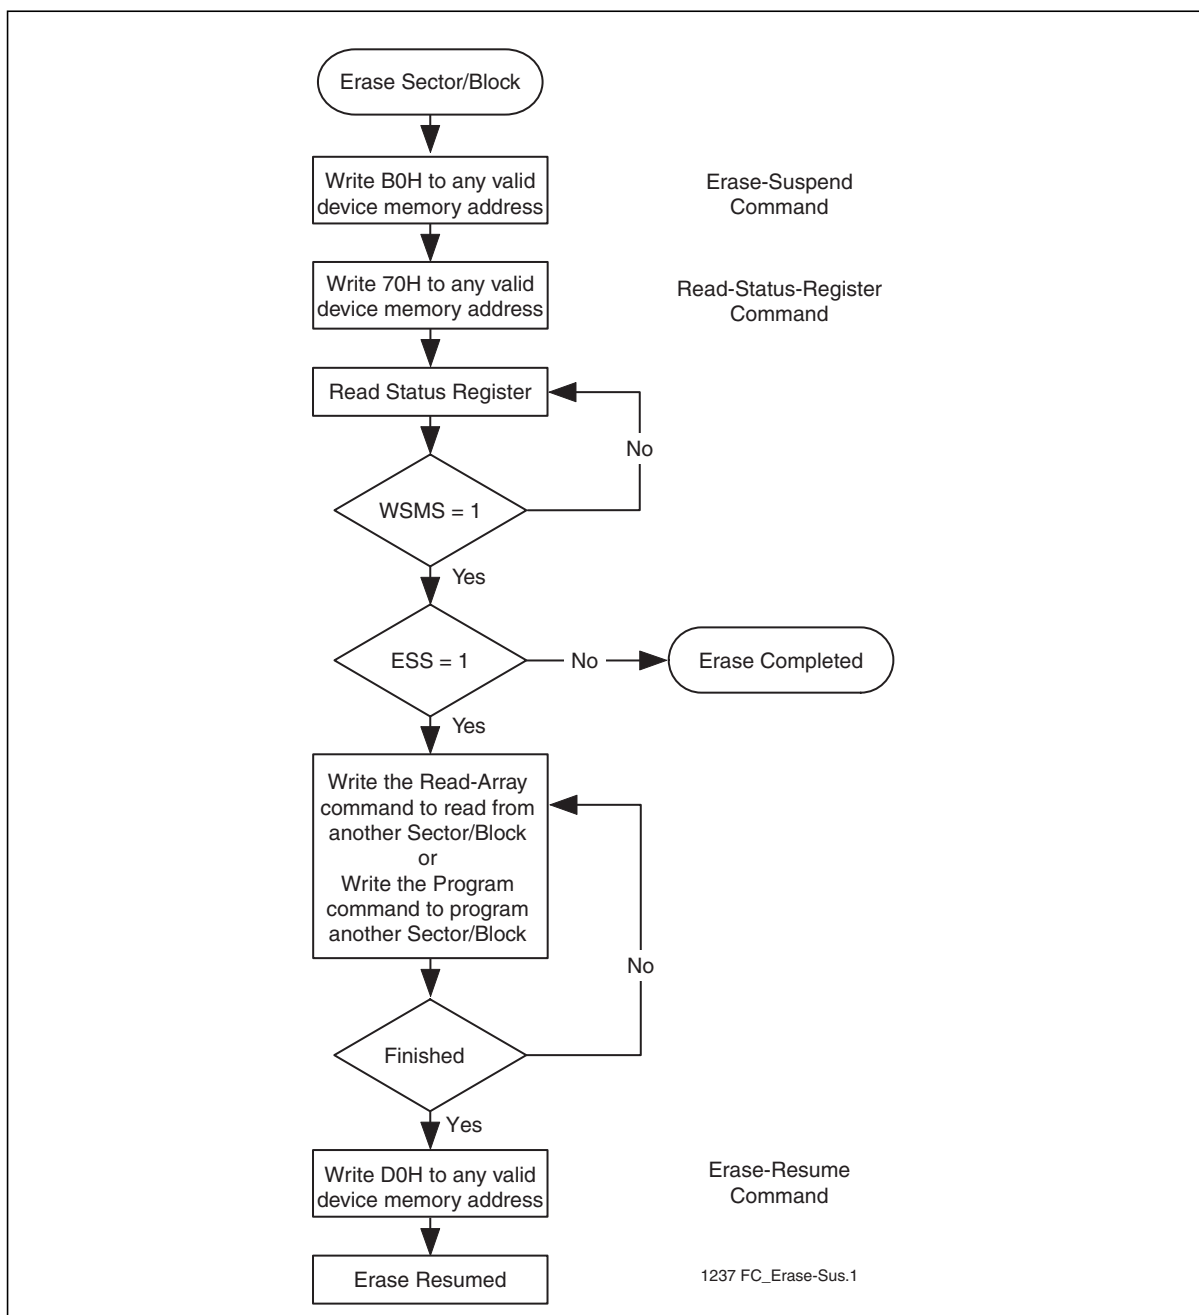 Erase Sector/Block
Write B0H to any valid
device memory address
Erase-Suspend
Command
Write 70H to any valid
device memory address
Read-Status-Register
Command
Read Status Register
No
WSMS = 1
Yes
ESS = 1
No
Erase Completed
Yes
Write the Read-Array
command to read from
another Sector/Block
or
Write the Program
command to program
another Sector/Block
No
Finished
Yes
Write D0H to any valid
device memory address
Erase-Resume
Command
Erase Resumed
1237 FC_Erase-Sus.1